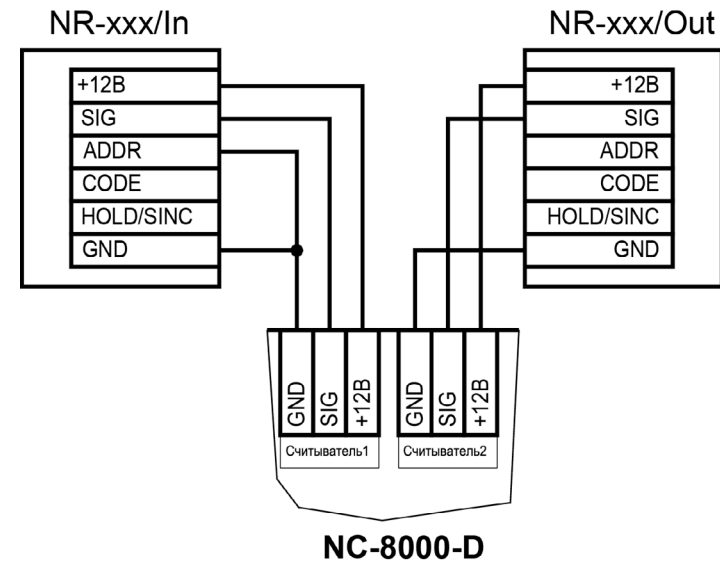 NR-xxx/In
NR-xxx/Out
+12В
SIG
ADDR
CODE
HOLD/SINC
GND
+12В
SIG
ADDR
CODE
HOLD/SINC
GND
GND
SIG
+12В
GND
SIG
+12В
Считыватель1
Считыватель2
NC-8000-D